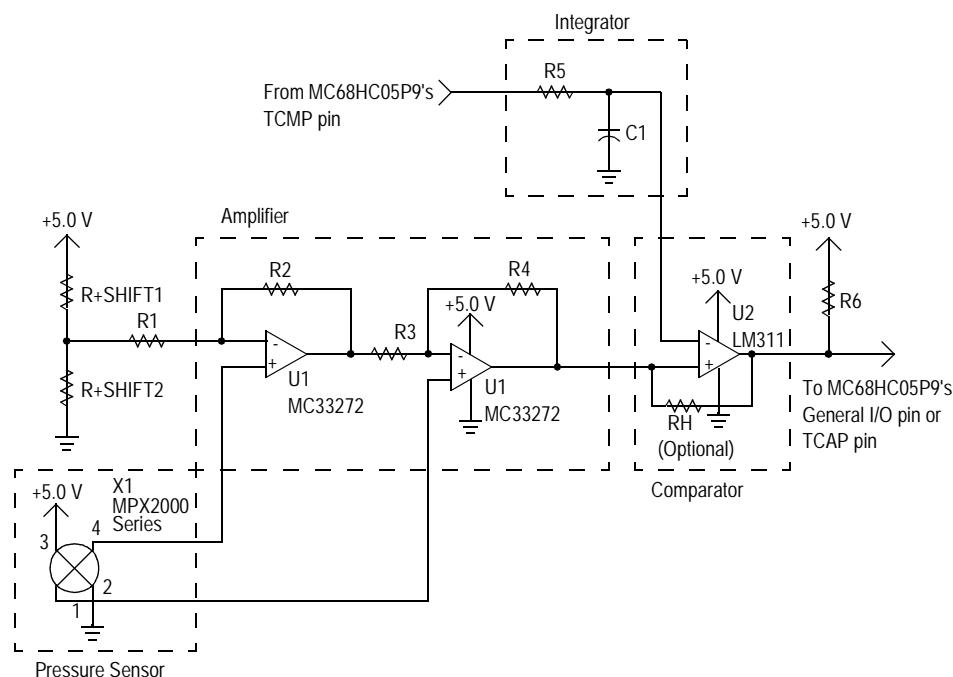 Integrator
R5
From MC68HC05P9's
TCMP pin
C1
+5.0 V
Amplifier
+5.0 V
R+SHIFT1
R2
R4
+5.0 V
+5.0 V
R6
R1
R3
U2
LM311
-
+
-
+
-
+
R+SHIFT2
U1
MC33272
U1
MC33272
RH
(Optional)
To MC68HC05P9's
General I/O pin or
TCAP pin
Comparator
+5.0 V
X1
MPX2000
Series
3
4
2
1
Pressure Sensor